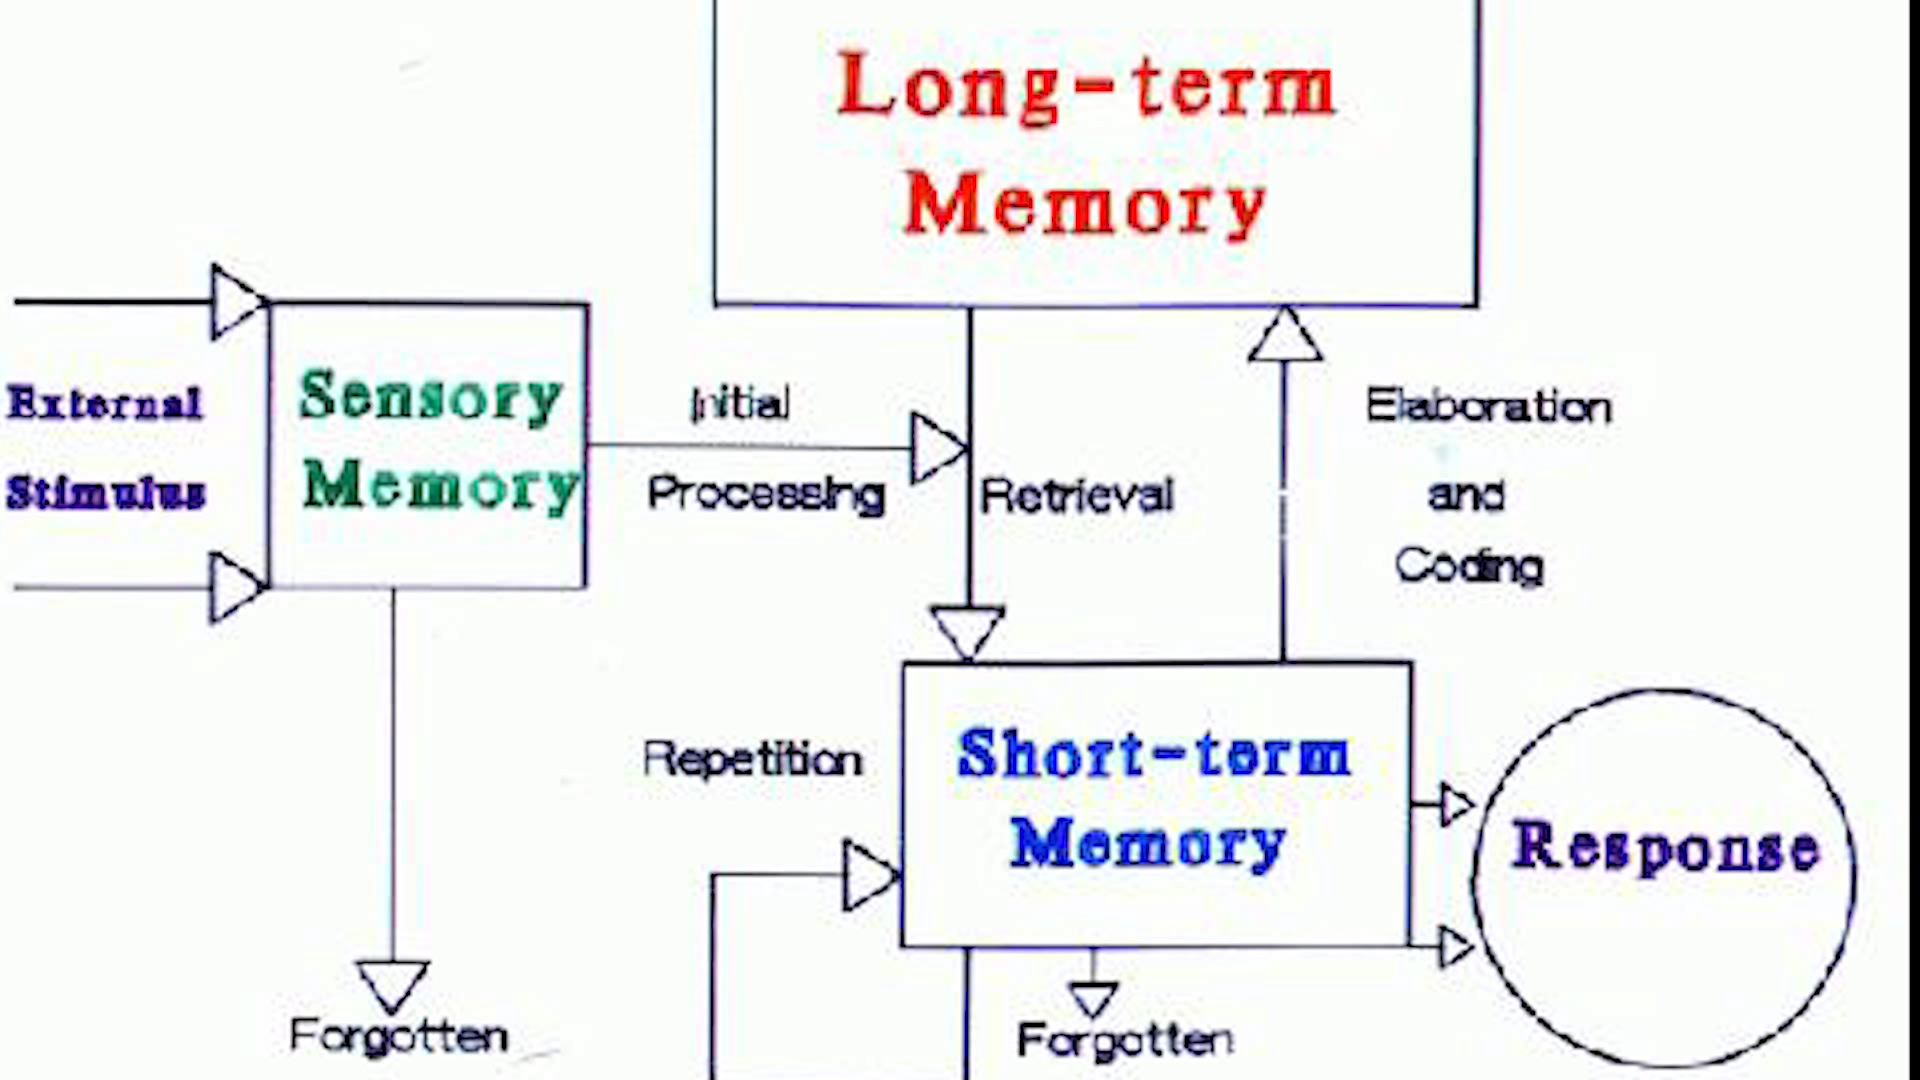 Long-term
Memory
External
Stimulus
Sensory
Memory
Initial
Processing
Retrieval
Elaboration
and
Coding
Repetition
Short-term
Memory
Response
Forgotten
Forgotten